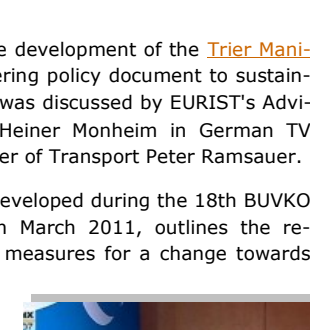 e development of the Trier Mani-
ering policy document to sustain-
was discussed by EURIST's Advi-
Heiner Monheim in German TV
er of Transport Peter Ramsauer.
eveloped during the 18th BUVKO
n March 2011, outlines the re-
measures for a change towards